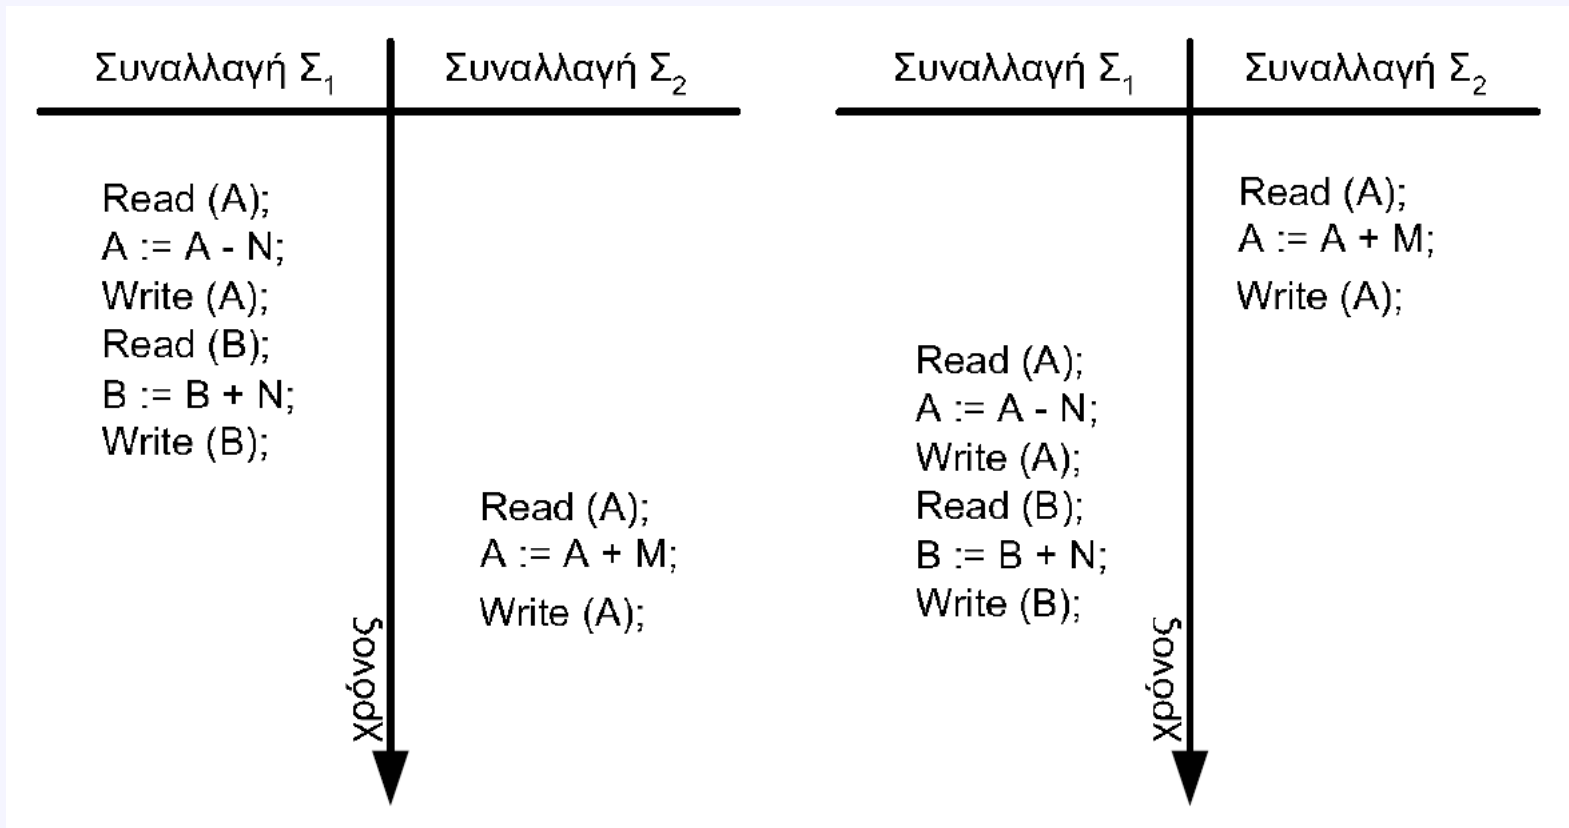 Συναλλαγή Σ1
Συναλλαγή Σ2
Read (A);
A := A - N;
Write (A);
Read (B);
B := B + N;
Write (B);
Read (A);
A := A + M;
Write (A);
χρόνος
Συναλλαγή Σ1
Συναλλαγή Σ2
Read (A);
A := A + M;
Write (A);
Read (A);
A := A - N;
Write (A);
Read (B);
B := B + N;
Write (B);
χρόνος